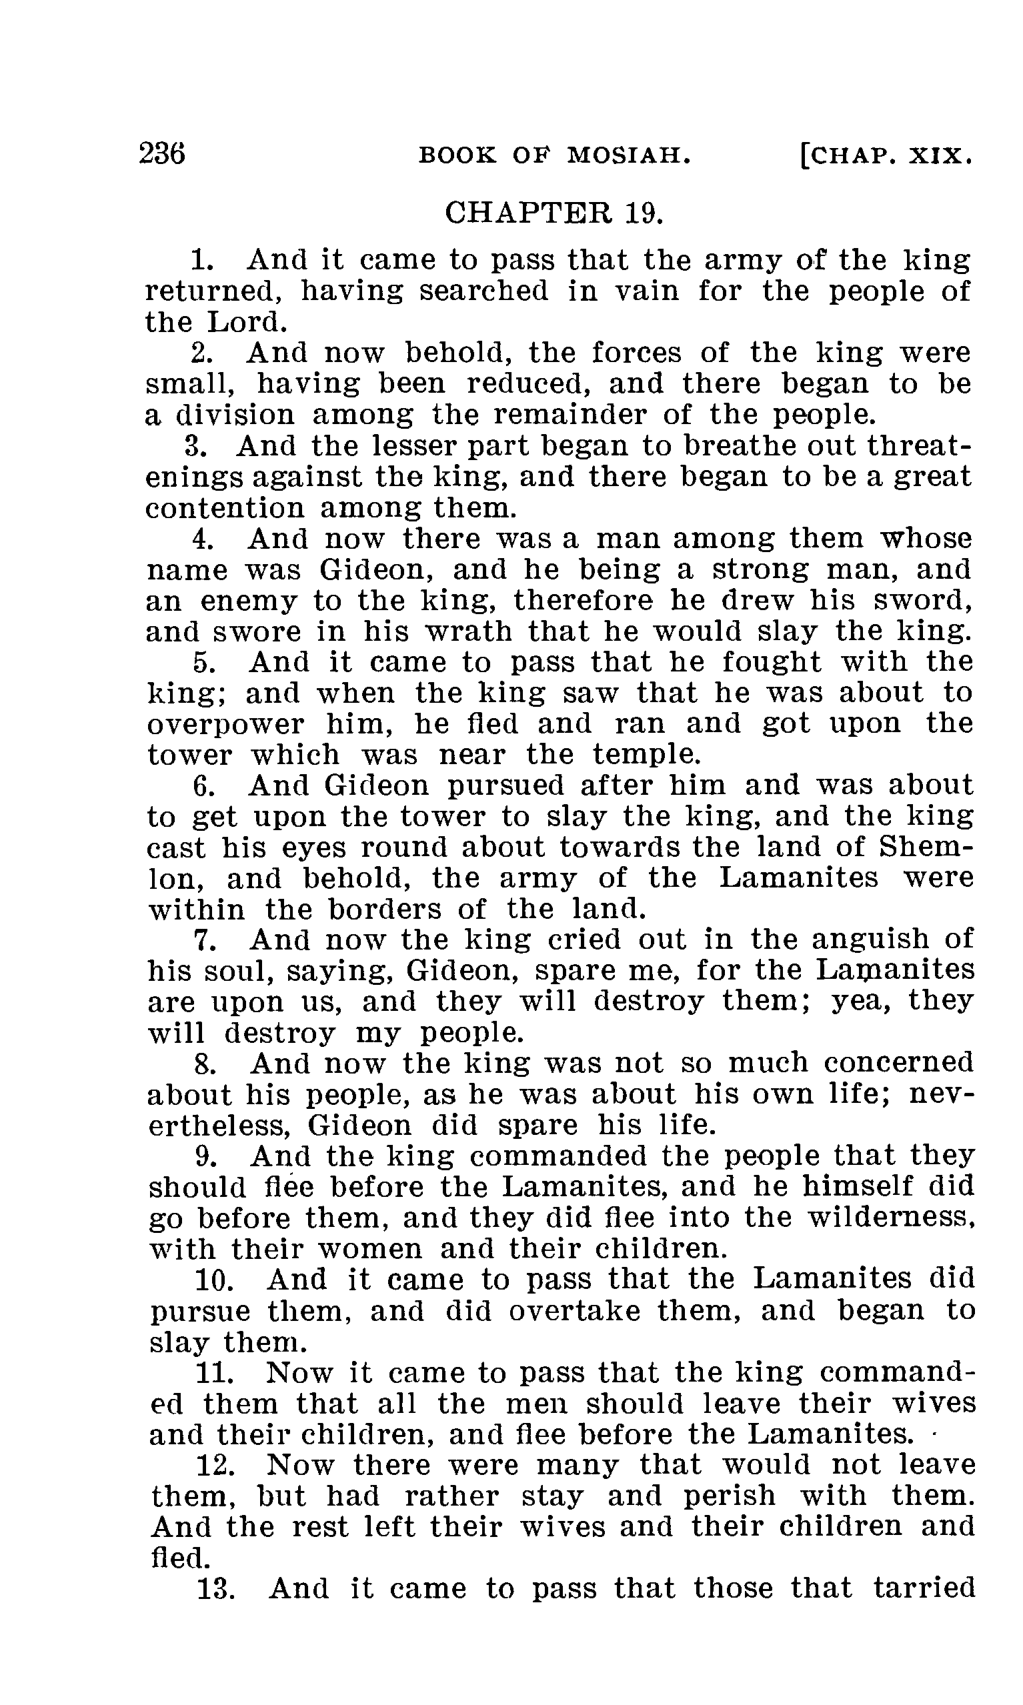 236 BOOK OF MOSIAH. [CHAP. XIX.
CHAPTER 19.
1. And it came to pass that the army of the king
returned, having searched in vain for the people of
the Lord.
2. And now behold, the forces of the king were
small, having been reduced, and there began to be
a division among the remainder of the people.
3. And the lesser part began to breathe out threat-
enings against the king, and there began to be a great
contention among them.
4. And now there was a man among them whose
name was Gideon, and he being a strong man, and
an enemy to the king, therefore he drew his sword,
and swore in his wrath that he would slay the king.
5. And it came to pass that he fought with the
king; and when the king saw that he was about to
overpower him, he fled and ran and got upon the
tower which was near the temple.
6. And Gideon pursued after him and was about
to get upon the tower to slay the king, and the king
cast his eyes round about towards the land of Shem-
lon, and behold, the army of the Lamanites were
within the borders of the land.
7. And now the king cried out in the anguish of
his soul, saying, Gideon, spare me, for the Lamanites
are upon us, and they will destroy them; yea, they
will destroy my people.
8. And now the king was not so much concerned
about his people, as he was about his own life; nev-
ertheless, Gideon did spare his life.
9. And the king commanded the people that they
should flee before the Lamanites, and he himself did
go before them, and they did flee into the wilderness,
with their women and their children.
10. And it came to pass that the Lamanites did
pursue them, and did overtake them, and began to
slay them.
11. Now it came to pass that the king command-
ed them that all the men should leave their wives
and their children, and flee before the Lamanites.
12. Now there were many that would not leave
them, but had rather stay and perish with them.
And the rest left their wives and their children and
fled.
13. And it came to pass that those that tarried